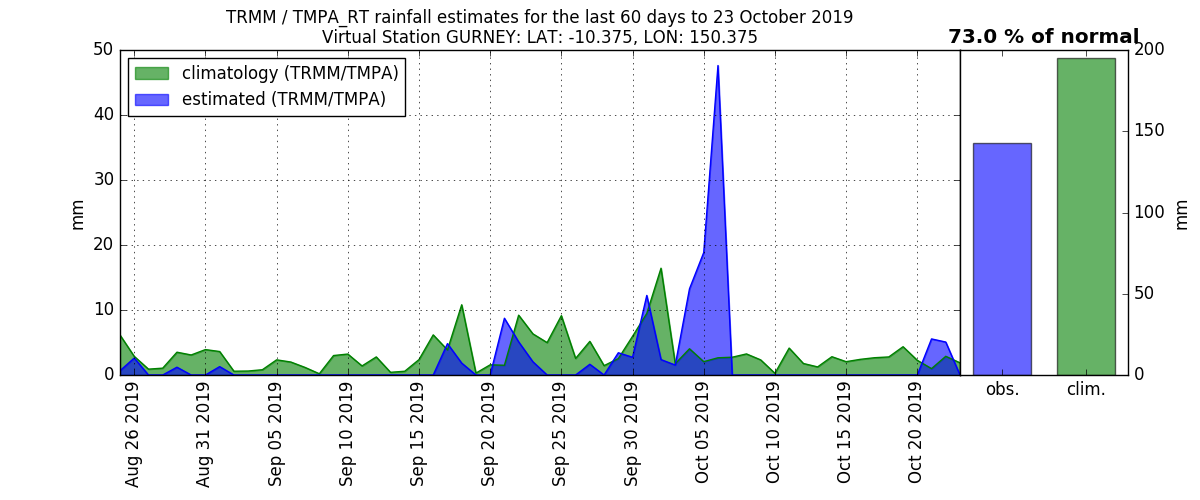 TRMM / TMPA_RT rainfall estimates for the last 60 days to 23 October 2019
Virtual Station GURNEY: LAT: -10.375, LON: 150.375
73.0 % of normal
climatology (TRMM/TMPA)
estimated (TRMM/TMPA)
50
40
30
20
10
0
mm
200
150
100
50
0
mm
Aug 26 2019
Aug 31 2019
Sep 05 2019
Sep 10 2019
Sep 15 2019
Sep 20 2019
Sep 25 2019
Sep 30 2019
Oct 05 2019
Oct 10 2019
Oct 15 2019
Oct 20 2019
obs.
clim.